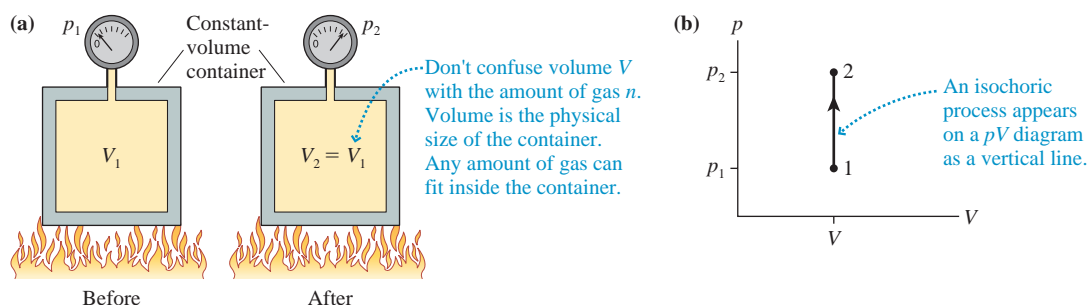 (a)
p₁
0
Constant-
volume
container
p₂
0
Don't confuse volume V
with the amount of gas n.
Volume is the physical
size of the container.
Any amount of gas can
fit inside the container.
V₁
V₂ = V₁
Before
After
(b)
p
p₂
2
An isochoric
process appears
on a pV diagram
as a vertical line.
p₁
1
V
V